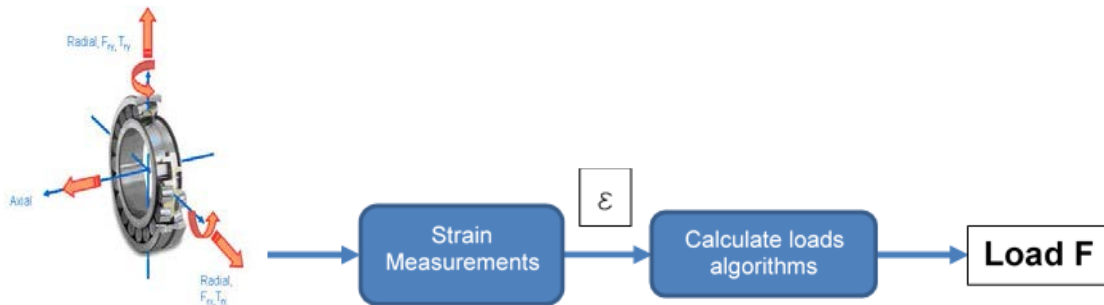 Radial, Fry, Try
Axial
Radial,
Frx,Trx
ε
Strain
Measurements
Calculate loads
algorithms
Load F